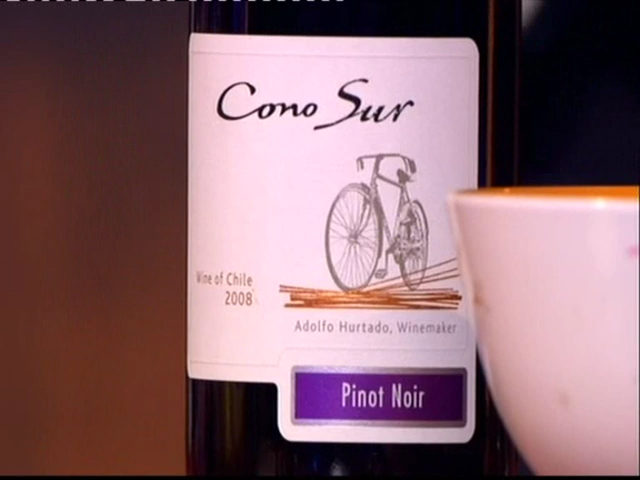 Cono Sur
Wine of Chile
2008
Adolfo Hurtado, Winemaker
Pinot Noir